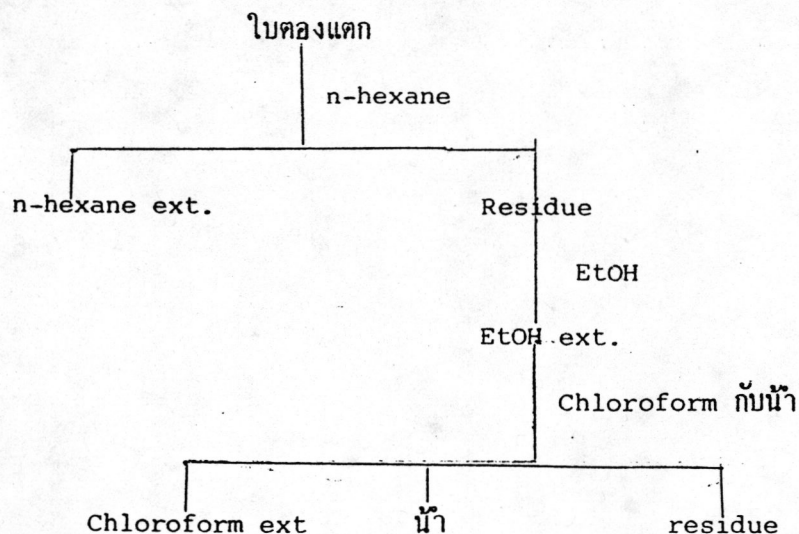 ใบตองแตก
n-hexane
n-hexane ext.
Residue
EtOH
EtOH ext.
Chloroform กับน้ำ
Chloroform ext
น้ำ
residue